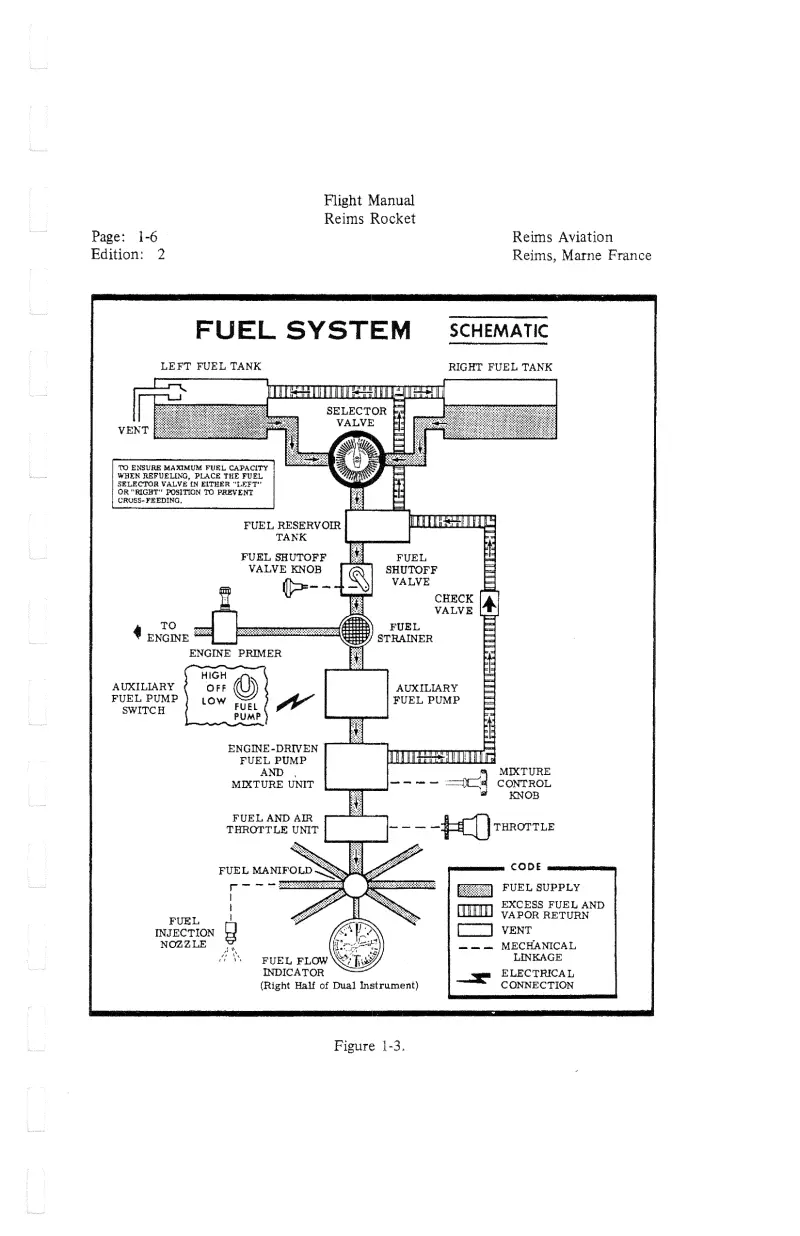 Flight Manual
Reims Rocket
Page: 1-6
Edition: 2
Reims Aviation
Reims, Marne France
FUEL SYSTEM
SCHEMATIC
LEFT FUEL TANK
RIGHT FUEL TANK
SELECTOR
VALVE
VENT
TO ENSURE MAXIMUM FUEL CAPACITY
WHEN REFUELING, PLACE THE FUEL
SELECTOR VALVE IN EITHER "LEFT"
OR "RIGHT" POSITION TO PREVENT
CROSS-FEEDING.
FUEL RESERVOIR
TANK
FUEL SHUTOFF
VALVE KNOB
FUEL
SHUTOFF
VALVE
CHECK
VALVE
TO
ENGINE
FUEL
STRAINER
ENGINE PRIMER
AUXILIARY
FUEL PUMP
SWITCH
HIGH
OFF
LOW
FUEL
PUMP
AUXILIARY
FUEL PUMP
ENGINE-DRIVEN
FUEL PUMP
AND
MIXTURE UNIT
MIXTURE
CONTROL
KNOB
FUEL AND AIR
THROTTLE UNIT
THROTTLE
FUEL MANIFOLD
FUEL
INJECTION
NOZZLE
FUEL FLOW
INDICATOR
(Right Half of Dual Instrument)
CODE
FUEL SUPPLY
EXCESS FUEL AND
VAPOR RETURN
VENT
MECHANICAL
LINKAGE
ELECTRICAL
CONNECTION
Figure 1-3.